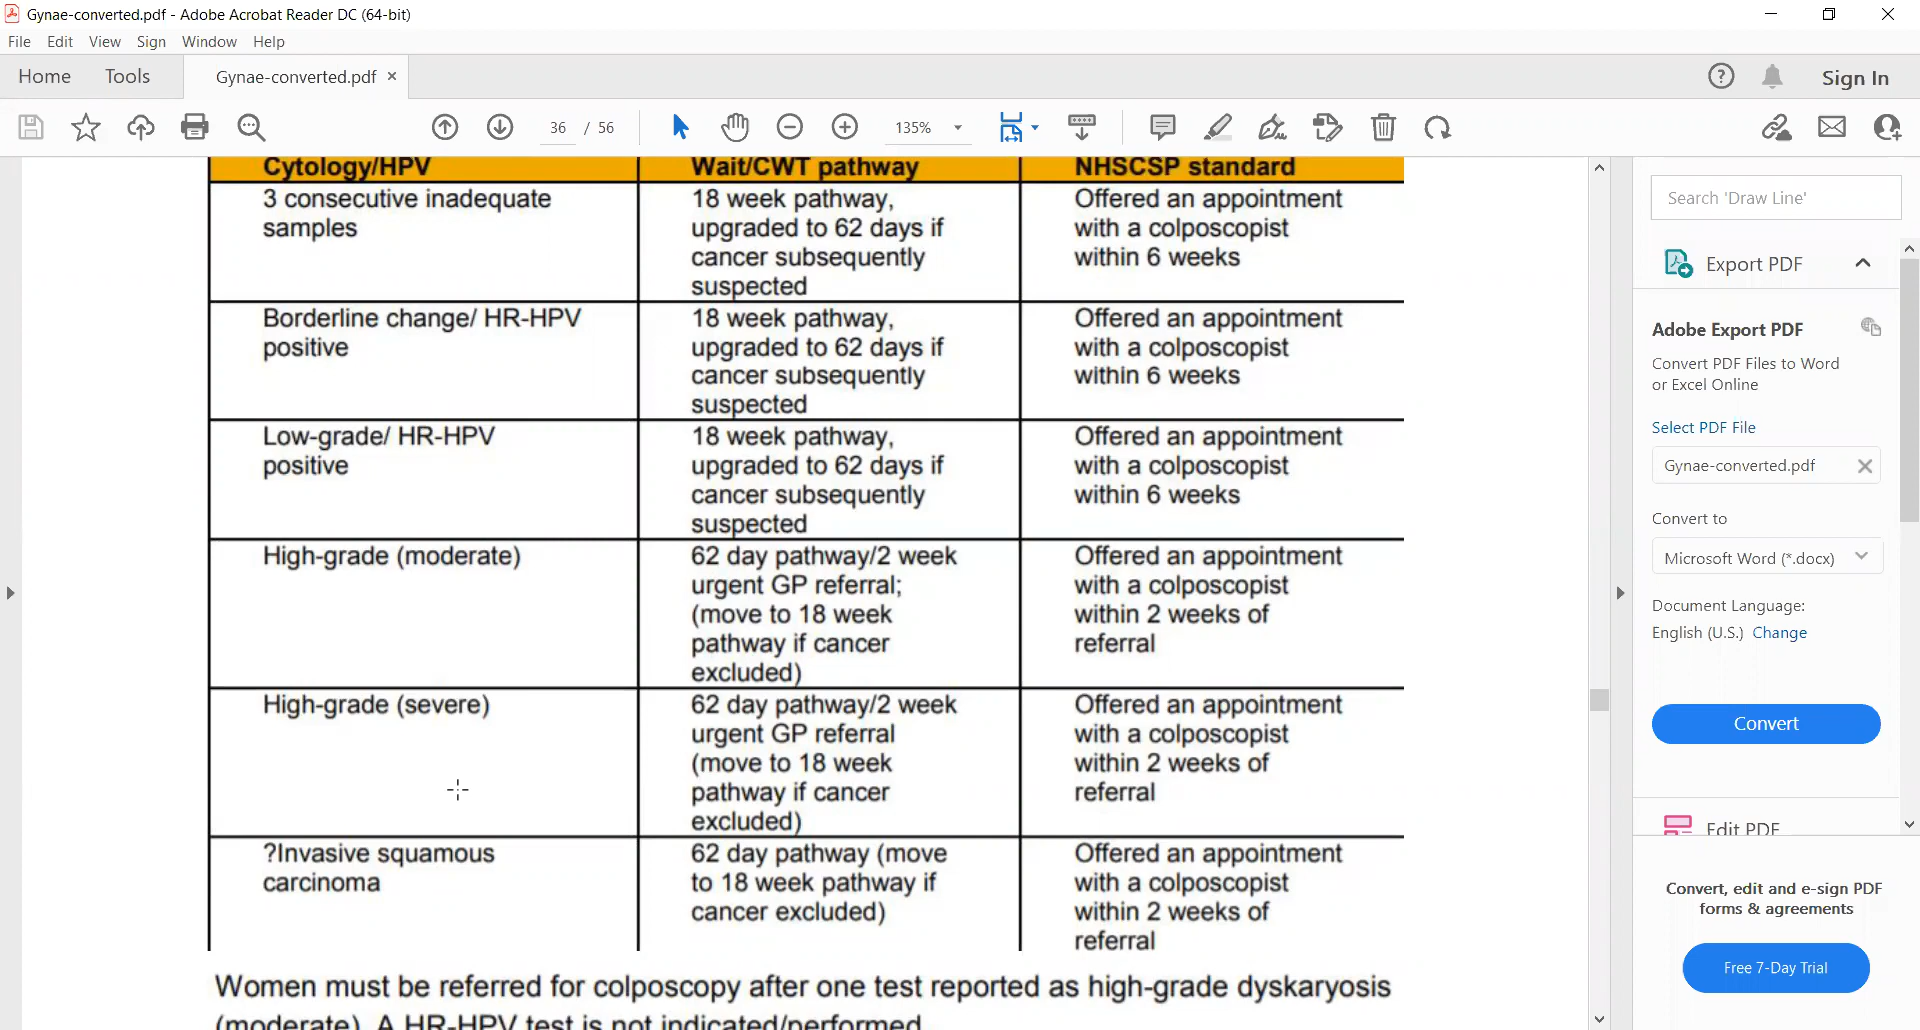 Gynae-converted.pdf - Adobe Acrobat Reader DC (64-bit)
File Edit View Sign Window Help
Home Tools Gynae-converted.pdf × Sign In
36 / 56 135%
Cytology/HPV Wait/CWT pathway NHSCSP standard
3 consecutive inadequate 18 week pathway, Offered an appointment
samples upgraded to 62 days if with a colposcopist
cancer subsequently within 6 weeks
suspected
Borderline change/ HR-HPV 18 week pathway, Offered an appointment
positive upgraded to 62 days if with a colposcopist
cancer subsequently within 6 weeks
suspected
Low-grade/ HR-HPV 18 week pathway, Offered an appointment
positive upgraded to 62 days if with a colposcopist
cancer subsequently within 6 weeks
suspected
High-grade (moderate) 62 day pathway/2 week Offered an appointment
urgent GP referral; with a colposcopist
(move to 18 week within 2 weeks of
pathway if cancer referral
excluded)
High-grade (severe) 62 day pathway/2 week Offered an appointment
urgent GP referral with a colposcopist
(move to 18 week within 2 weeks of
pathway if cancer referral
excluded)
?Invasive squamous 62 day pathway (move Offered an appointment
carcinoma to 18 week pathway if with a colposcopist
cancer excluded) within 2 weeks of
referral
Women must be referred for colposcopy after one test reported as high-grade dyskaryosis
(moderate). A HR-HPV test is not indicated/performed.
Search 'Draw Line'
Export PDF
Adobe Export PDF
Convert PDF Files to Word
or Excel Online
Select PDF File
Gynae-converted.pdf
Convert to
Microsoft Word (*.docx)
Document Language:
English (U.S.) Change
Convert
Edit PDF
Convert, edit and e-sign PDF
forms & agreements
Free 7-Day Trial